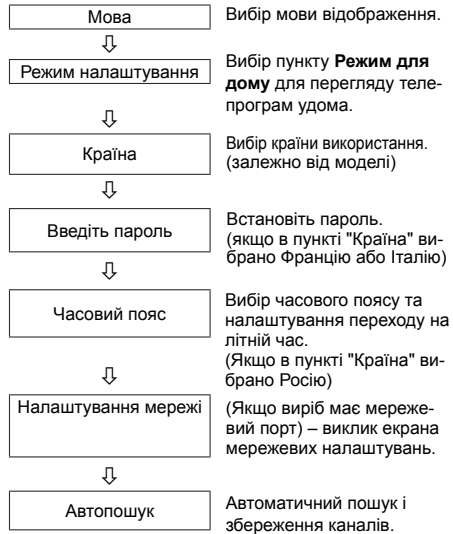 Мова
Вибір мови відображення.
Режим налаштування
Вибір пункту Режим для
дому для перегляду теле-
програм удома.
Країна
Вибір країни використання.
(залежно від моделі)
Введіть пароль
Встановіть пароль.
(якщо в пункті "Країна" ви-
брано Францію або Італію)
Часовий пояс
Вибір часового поясу та
налаштування переходу на
літній час.
(Якщо в пункті "Країна" ви-
брано Росію)
Налаштування мережі
(Якщо виріб має мереже-
вий порт) – виклик екрана
мережевих налаштувань.
Автопошук
Автоматичний пошук і
збереження каналів.